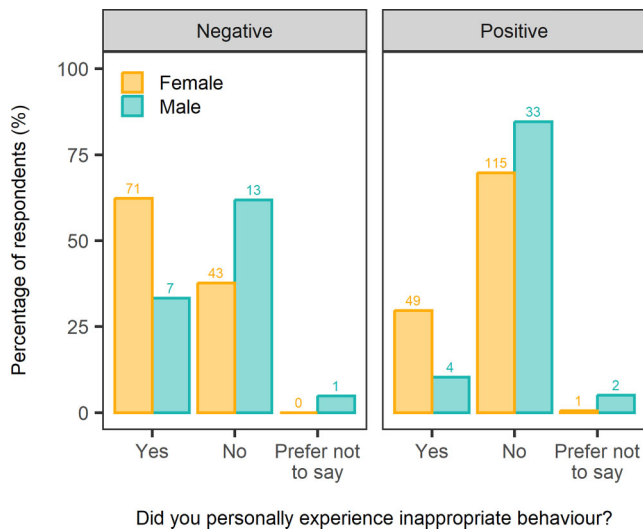 Negative
Positive
Percentage of respondents (%)
100
75
50
25
0
Female
Male
71
7
43
13
0
1
49
4
115
33
1
2
Yes
No
Prefer not
to say
Yes
No
Prefer not
to say
Did you personally experience inappropriate behaviour?